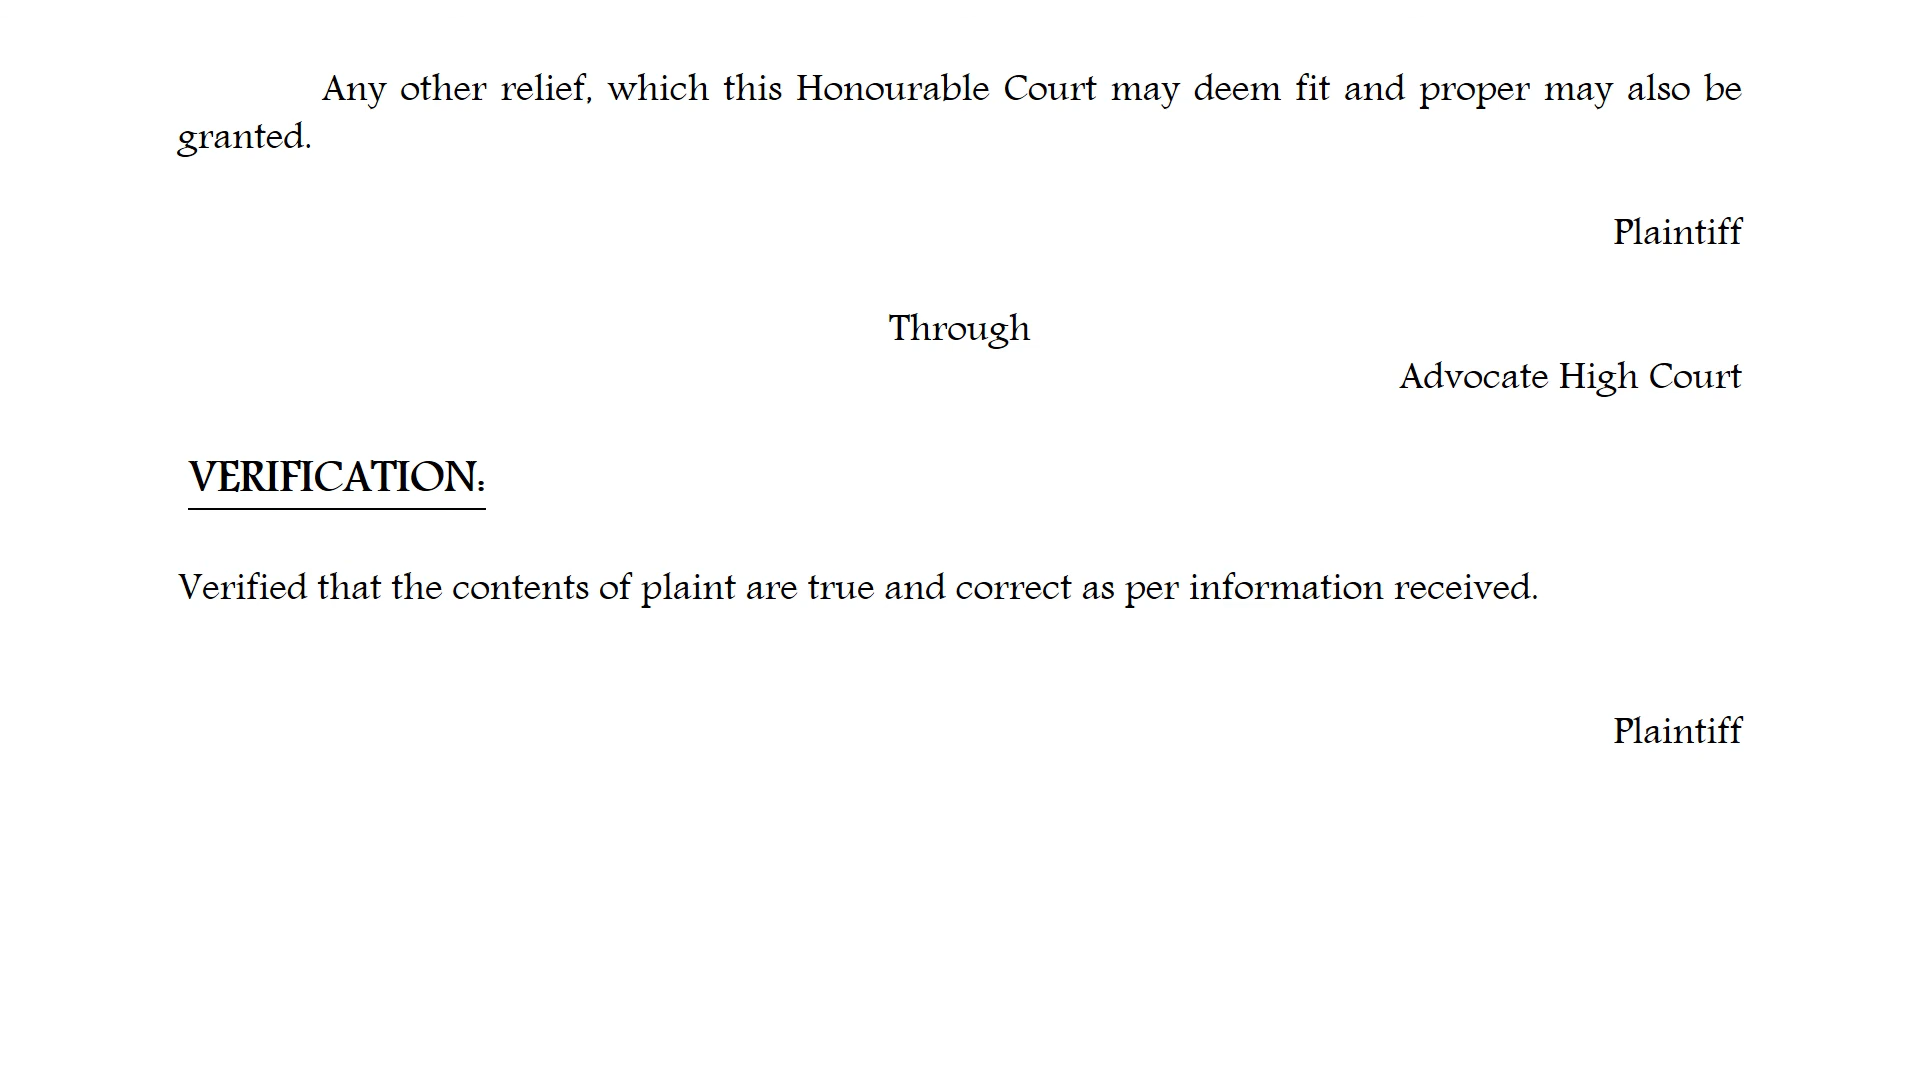 Any other relief, which this Honourable Court may deem fit and proper may also be
granted.
Plaintiff
Through
Advocate High Court
VERIFICATION:
Verified that the contents of plaint are true and correct as per information received.
Plaintiff